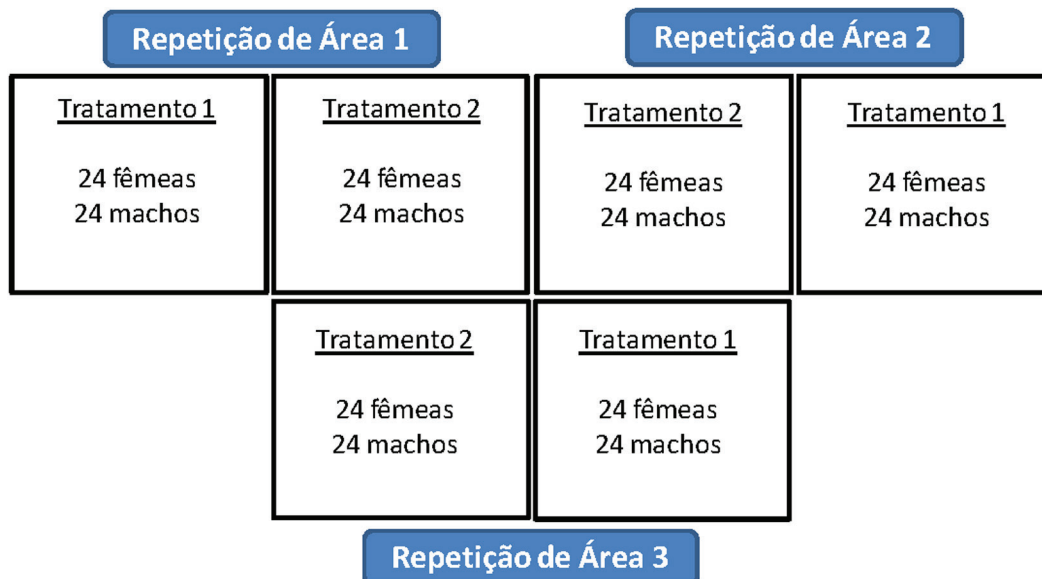 Repetição de Área 1
Repetição de Área 2
Tratamento 1
24 fêmeas
24 machos
Tratamento 2
24 fêmeas
24 machos
Tratamento 2
24 fêmeas
24 machos
Tratamento 1
24 fêmeas
24 machos
Tratamento 2
24 fêmeas
24 machos
Tratamento 1
24 fêmeas
24 machos
Repetição de Área 3